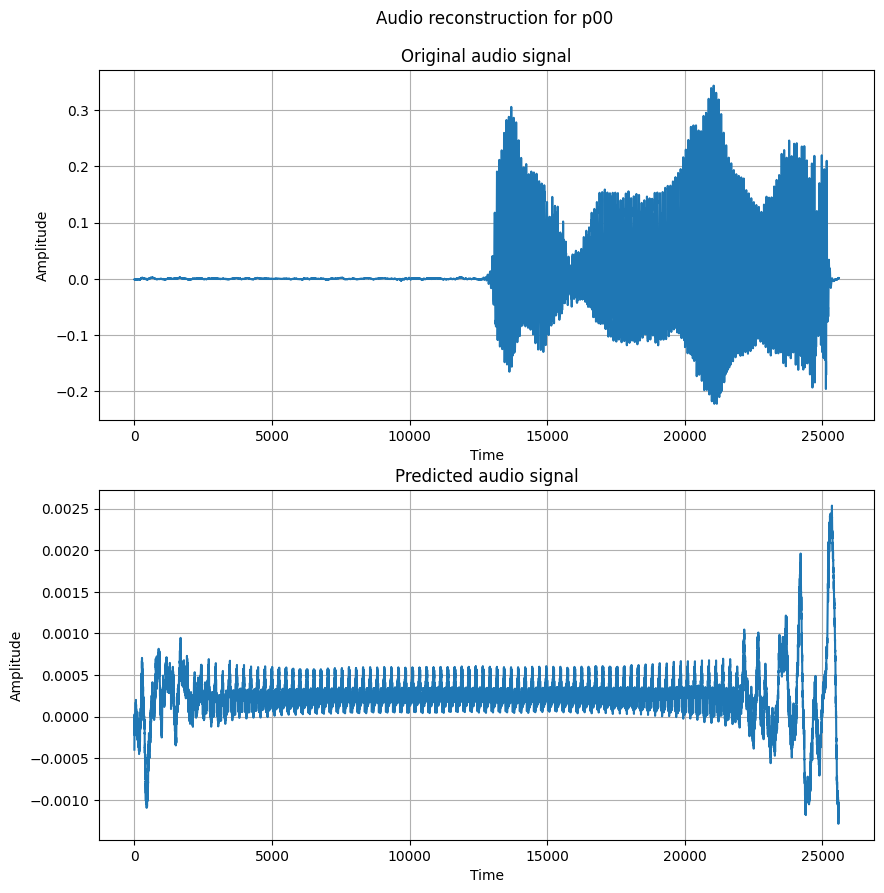 Audio reconstruction for p00
Original audio signal
0.3
0.2
0.1
0.0
−0.1
−0.2
Amplitude
0 5000 10000 15000 20000 25000
Time
Predicted audio signal
0.0025
0.0020
0.0015
0.0010
0.0005
0.0000
−0.0005
−0.0010
Amplitude
0 5000 10000 15000 20000 25000
Time